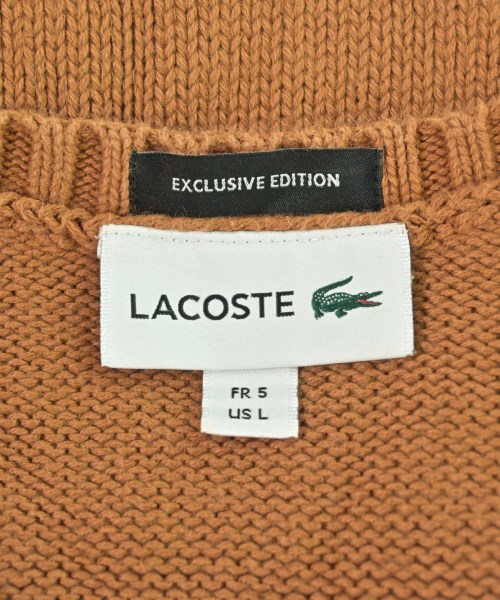 EXCLUSIVE EDITION
LACOSTE
FR 5
US L